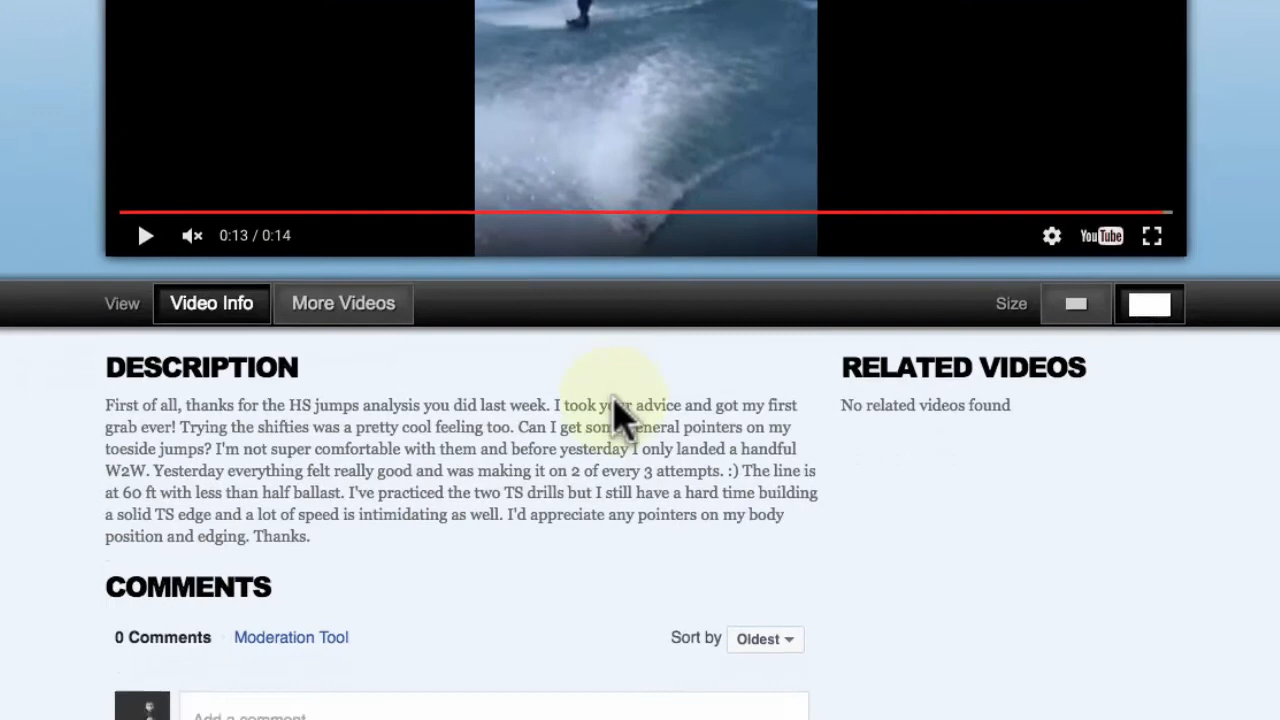 0:13 / 0:14
YouTube
View
Video Info
More Videos
Size
DESCRIPTION
First of all, thanks for the HS jumps analysis you did last week. I took your advice and got my first
grab ever! Trying the shifties was a pretty cool feeling too. Can I get some general pointers on my
toeside jumps? I'm not super comfortable with them and before yesterday I only landed a handful
W2W. Yesterday everything felt really good and was making it on 2 of every 3 attempts. :) The line is
at 60 ft with less than half ballast. I've practiced the two TS drills but I still have a hard time building
a solid TS edge and a lot of speed is intimidating as well. I'd appreciate any pointers on my body
position and edging. Thanks.
RELATED VIDEOS
No related videos found
COMMENTS
0 Comments
Moderation Tool
Sort by
Oldest
Add a comment